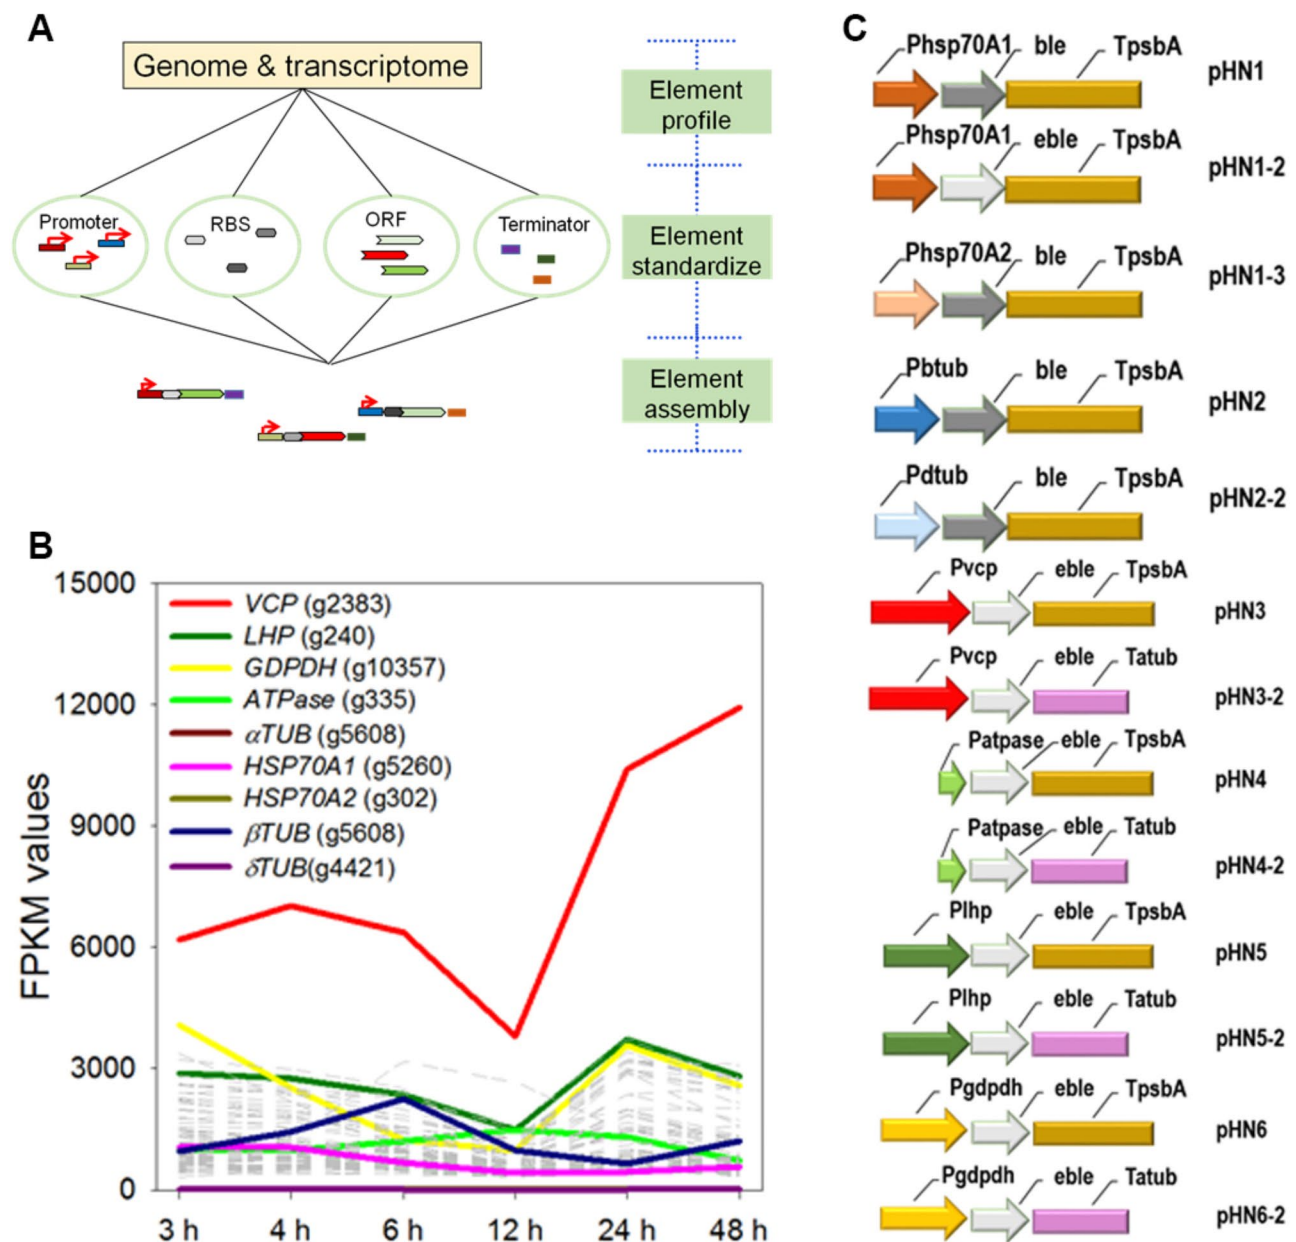 A
Genome & transcriptome
Promoter
RBS
ORF
Terminator
Element
profile
Element
standardize
Element
assembly
B
FPKM values
15000
12000
9000
6000
3000
0
VCP (g2383)
LHP (g240)
GDPDH (g10357)
ATPase (g335)
αTUB (g5608)
HSP70A1 (g5260)
HSP70A2 (g302)
βTUB (g5608)
δTUB(g4421)
3 h 4 h 6 h 12 h 24 h 48 h
C
Phsp70A1 ble TpsbA pHN1
Phsp70A1 eble TpsbA pHN1-2
Phsp70A2 ble TpsbA pHN1-3
Pbtub ble TpsbA pHN2
Pdtub ble TpsbA pHN2-2
Pvcp eble TpsbA pHN3
Pvcp eble Tatub pHN3-2
Patpase eble TpsbA pHN4
Patpase eble Tatub pHN4-2
Plhp eble TpsbA pHN5
Plhp eble Tatub pHN5-2
Pgdpdh eble TpsbA pHN6
Pgdpdh eble Tatub pHN6-2